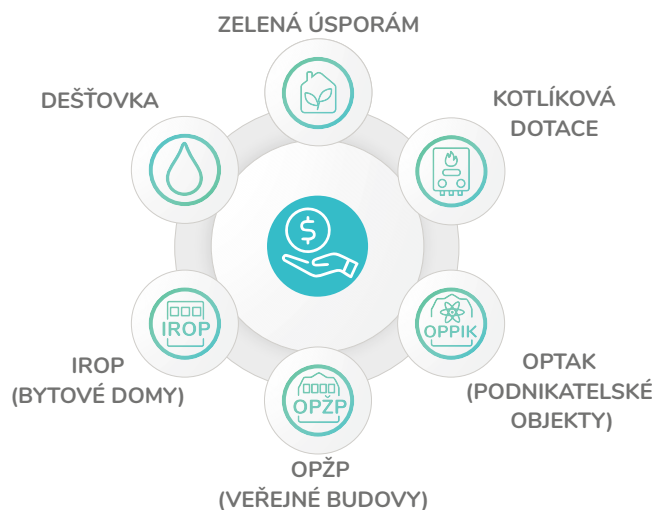 ZELENÁ ÚSPORÁM
DEŠŤOVKA
KOTLÍKOVÁ
DOTACE
$
IROP
OPPIK
IROP
(BYTOVÉ DOMY)
OPTAK
(PODNIKATELSKÉ
OBJEKTY)
OPŽP
OPŽP
(VEŘEJNÉ BUDOVY)